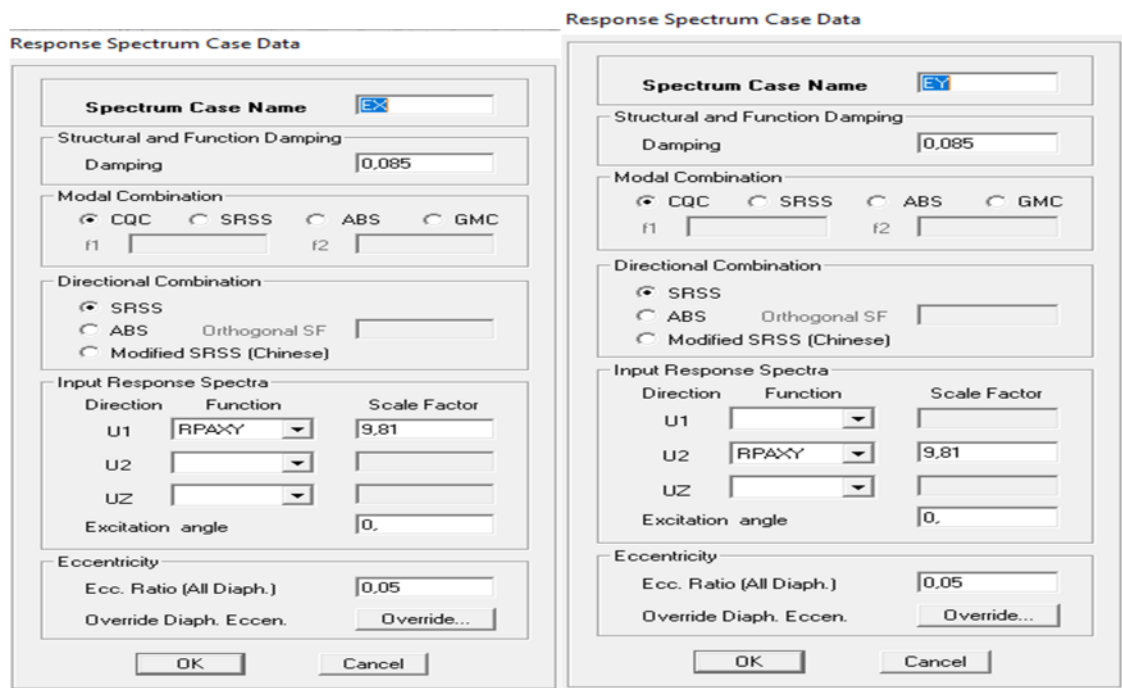 Response Spectrum Case Data
Spectrum Case Name EX
Structural and Function Damping
Damping 0,085
Modal Combination
CQC SRSS ABS GMC
f1 f2
Directional Combination
SRSS
ABS Orthogonal SF
Modified SRSS (Chinese)
Input Response Spectra
Direction Function Scale Factor
U1 RPAXY 9,81
U2
UZ
Excitation angle 0,
Eccentricity
Ecc. Ratio (All Diaph.) 0,05
Override Diaph. Eccen. Override...
OK Cancel
Response Spectrum Case Data
Spectrum Case Name EY
Structural and Function Damping
Damping 0,085
Modal Combination
CQC SRSS ABS GMC
f1 f2
Directional Combination
SRSS
ABS Orthogonal SF
Modified SRSS (Chinese)
Input Response Spectra
Direction Function Scale Factor
U1
U2 RPAXY 9,81
UZ
Excitation angle 0,
Eccentricity
Ecc. Ratio (All Diaph.) 0,05
Override Diaph. Eccen. Override...
OK Cancel